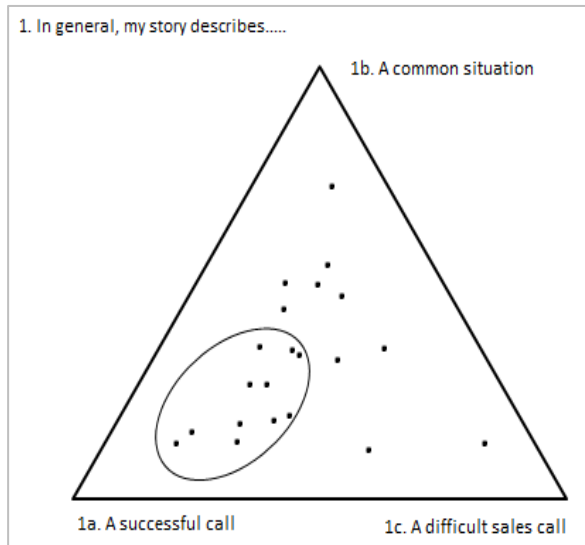 1. In general, my story describes.....
1b. A common situation
1a. A successful call
1c. A difficult sales call